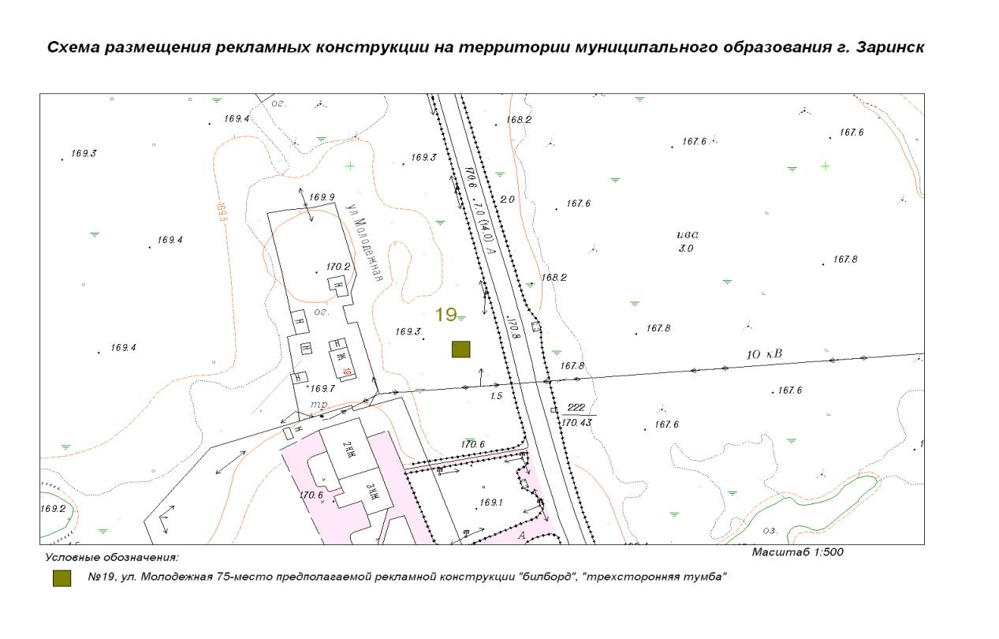 Схема размещения рекламных конструкции на территории муниципального образования г. Заринск
ог.
169.4
168.2
167.6
167.6
169.3
169.3
170.6
169.9
2.0
167.6
169.5
7.0 (14.0) А
ул.Молодежная
169.4
ива
3.0
167.8
170.2
Н
168.2
ог.
19
Н
170.8
167.8
169.3
169.4
Н
Н
Ж
19
10 кВ
167.8
Н
169.7
167.6
1.5
тр.
222
170.43
167.6
Н
2КЖ
170.6
3КЖ
170.6
169.1
169.2
А
оз.
Масштаб 1:500
Условные обозначения:
№19, ул. Молодежная 75-место предполагаемой рекламной конструкции "билборд", "трехсторонняя тумба"